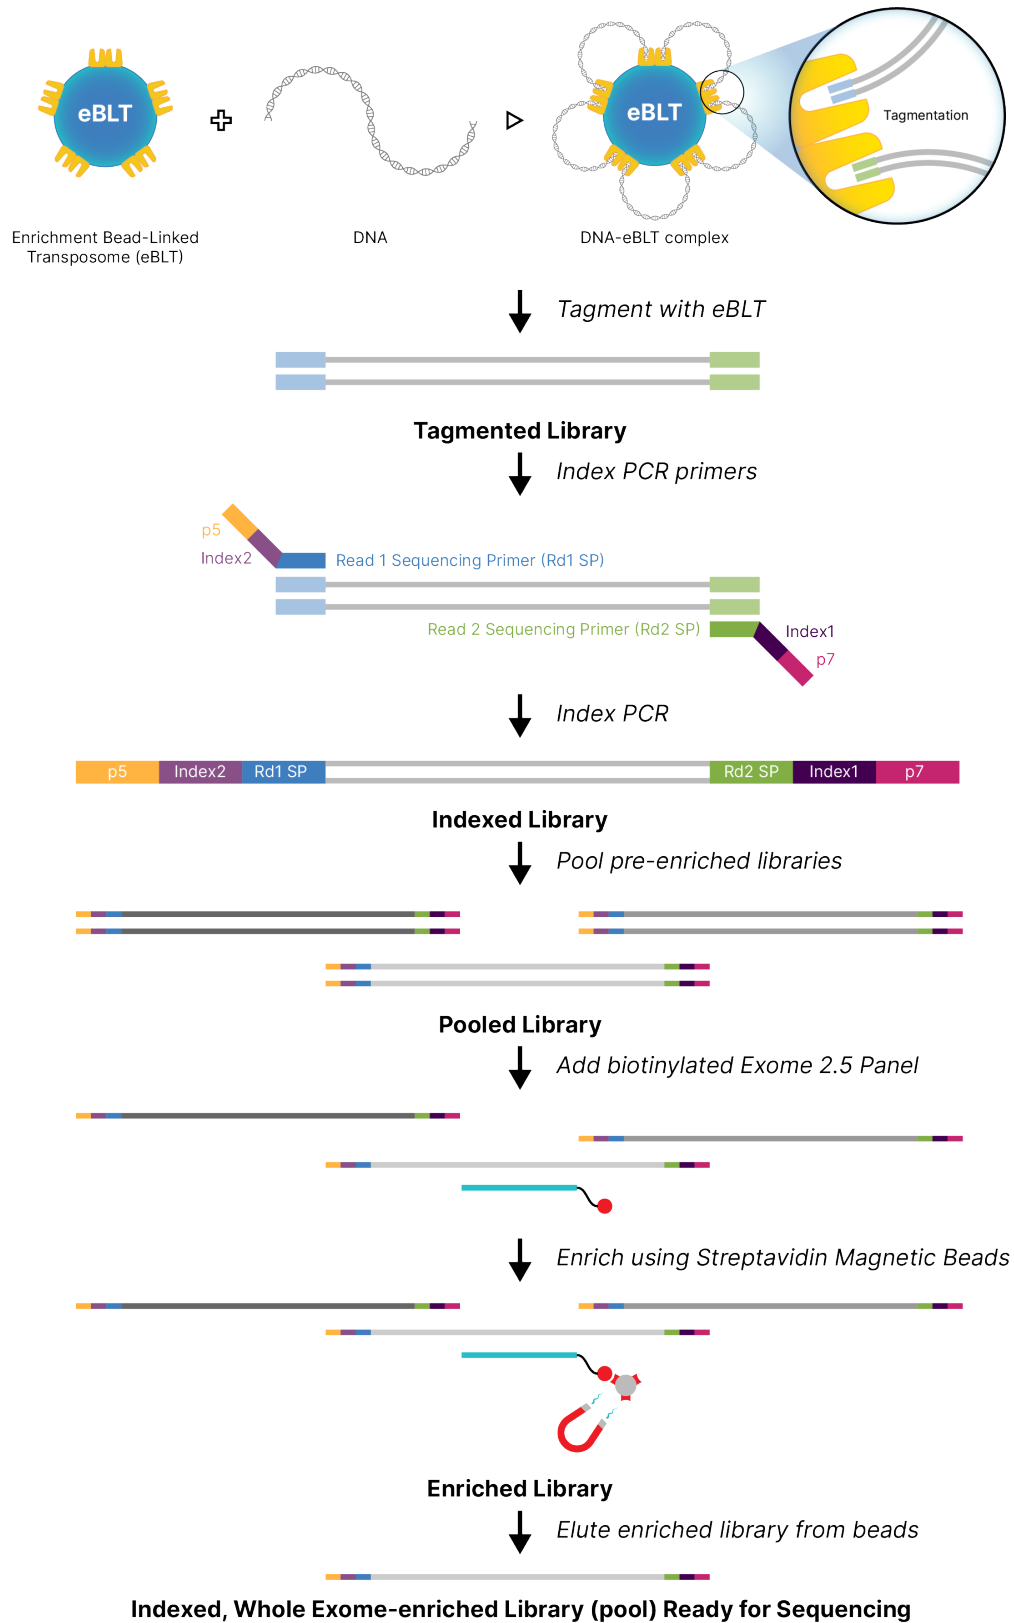 eBLT
eBLT
Tagmentation
Enrichment Bead-Linked
Transposome (eBLT)
DNA
DNA-eBLT complex
Tagment with eBLT
Tagmented Library
Index PCR primers
p5
Index2
Read 1 Sequencing Primer (Rd1 SP)
Read 2 Sequencing Primer (Rd2 SP)
Index1
p7
Index PCR
p5 Index2 Rd1 SP Rd2 SP Index1 p7
Indexed Library
Pool pre-enriched libraries
Pooled Library
Add biotinylated Exome 2.5 Panel
Enrich using Streptavidin Magnetic Beads
Enriched Library
Elute enriched library from beads
Indexed, Whole Exome-enriched Library (pool) Ready for Sequencing